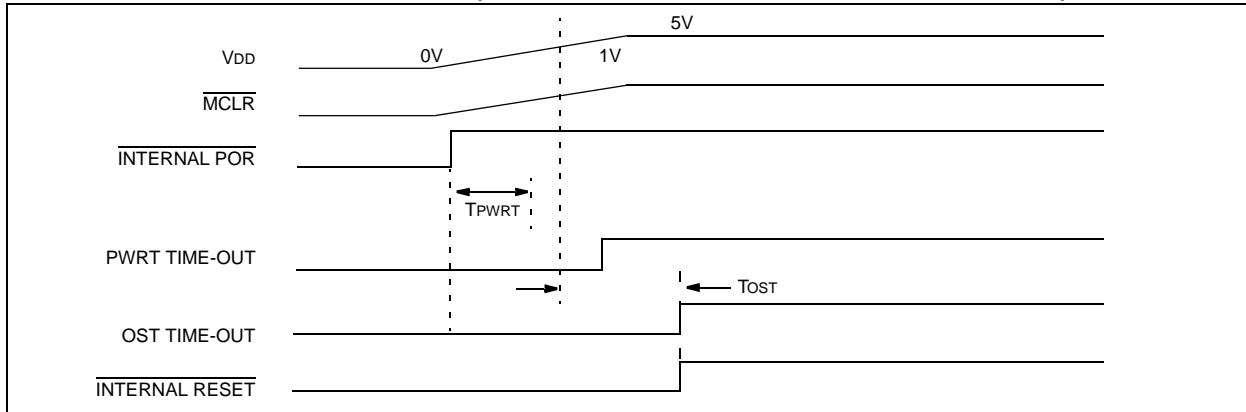 5V
VDD 0V 1V
MCLR
INTERNAL POR
TPWRT
PWRT TIME-OUT
TOST
OST TIME-OUT
INTERNAL RESET